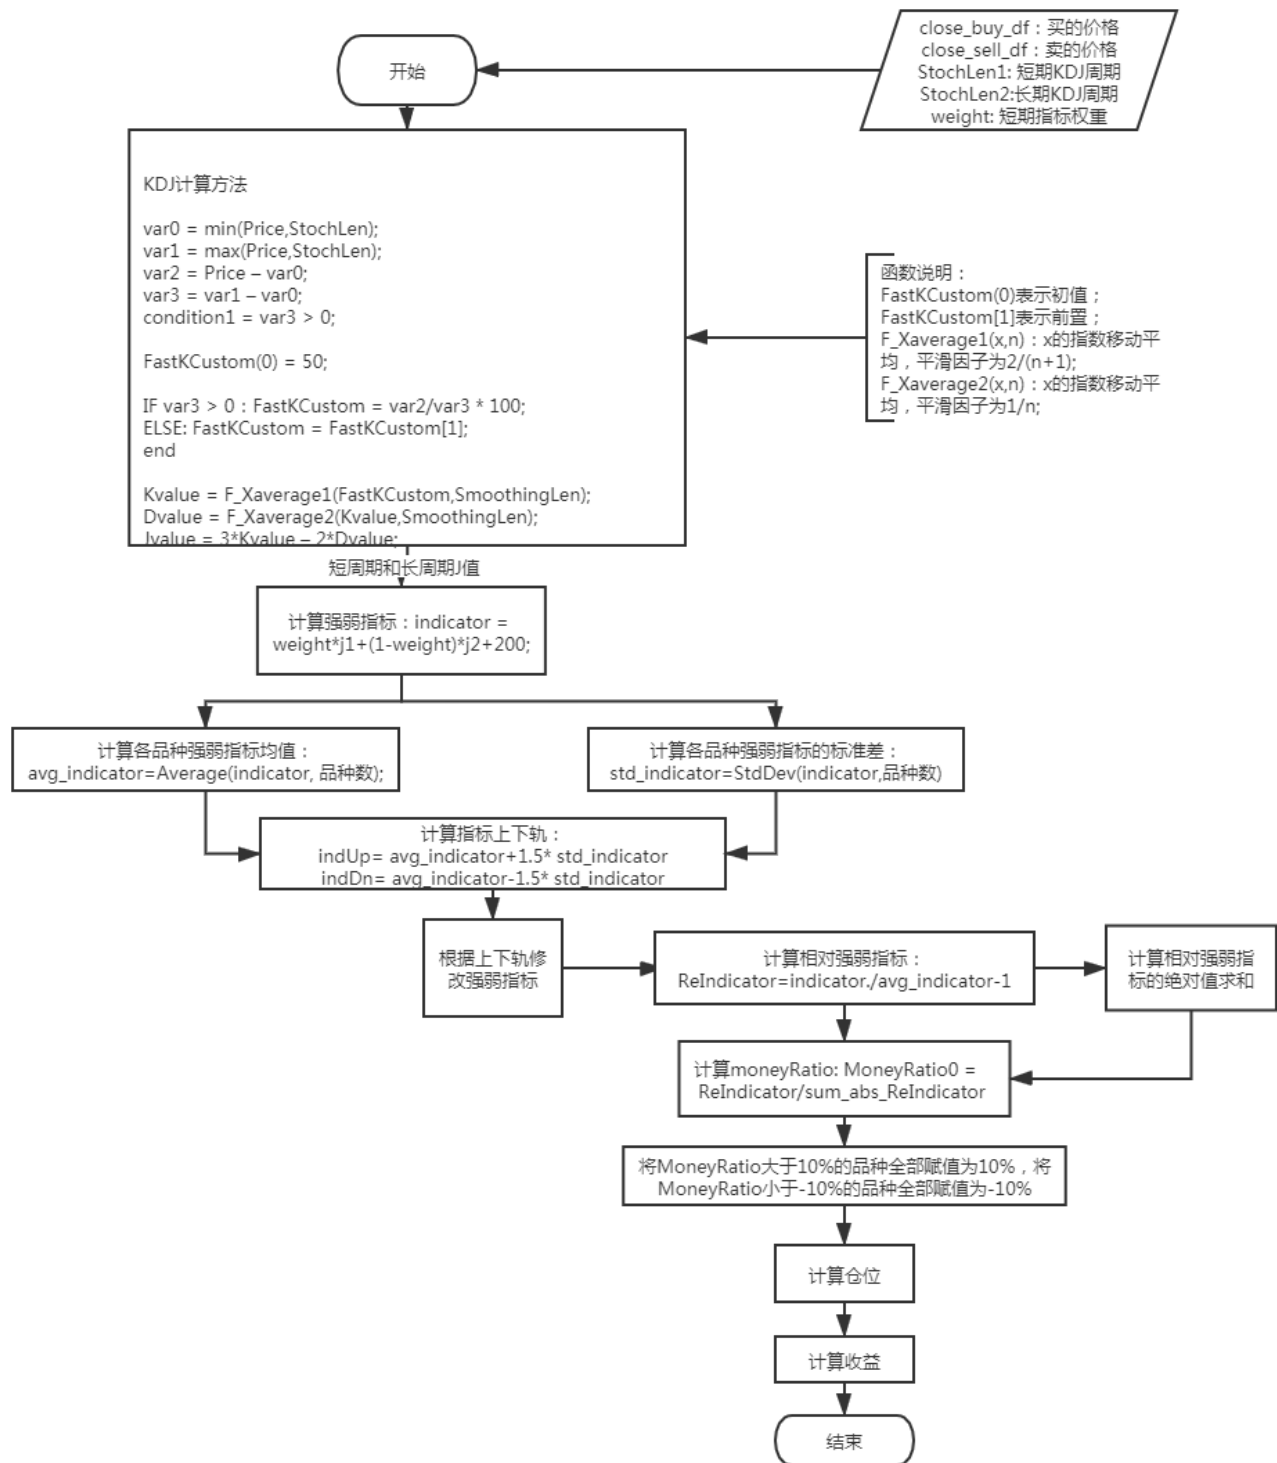 开始
close_buy_df：买的价格
close_sell_df：卖的价格
StochLen1: 短期KDJ周期
StochLen2:长期KDJ周期
weight: 短期指标权重
KDJ计算方法
var0 = min(Price,StochLen);
var1 = max(Price,StochLen);
var2 = Price – var0;
var3 = var1 – var0;
condition1 = var3 > 0;
FastKCustom(0) = 50;
IF var3 > 0 : FastKCustom = var2/var3 * 100;
ELSE: FastKCustom = FastKCustom[1];
end
Kvalue = F_Xaverage1(FastKCustom,SmoothingLen);
Dvalue = F_Xaverage2(Kvalue,SmoothingLen);
Jvalue = 3*Kvalue – 2*Dvalue;
函数说明：
FastKCustom(0)表示初值；
FastKCustom[1]表示前置；
F_Xaverage1(x,n)：x的指数移动平
均，平滑因子为2/(n+1);
F_Xaverage2(x,n)：x的指数移动平
均，平滑因子为1/n;
短周期和长周期J值
计算强弱指标：indicator =
weight*j1+(1-weight)*j2+200;
计算各品种强弱指标均值：
avg_indicator=Average(indicator, 品种数);
计算各品种强弱指标的标准差：
std_indicator=StdDev(indicator,品种数)
计算指标上下轨：
indUp= avg_indicator+1.5* std_indicator
indDn= avg_indicator-1.5* std_indicator
根据上下轨修
改强弱指标
计算相对强弱指标：
ReIndicator=indicator./avg_indicator-1
计算相对强弱指
标的绝对值求和
计算moneyRatio: MoneyRatio0 =
ReIndicator/sum_abs_ReIndicator
将MoneyRatio大于10%的品种全部赋值为10%，将
MoneyRatio小于-10%的品种全部赋值为-10%
计算仓位
计算收益
结束